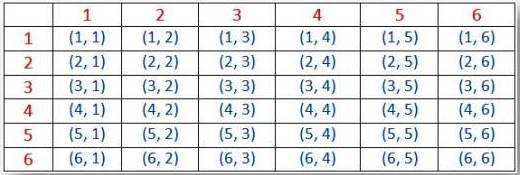 1 2 3 4 5 6
1 (1, 1) (1, 2) (1, 3) (1, 4) (1, 5) (1, 6)
2 (2, 1) (2, 2) (2, 3) (2, 4) (2, 5) (2, 6)
3 (3, 1) (3, 2) (3, 3) (3, 4) (3, 5) (3, 6)
4 (4, 1) (4, 2) (4, 3) (4, 4) (4, 5) (4, 6)
5 (5, 1) (5, 2) (5, 3) (5, 4) (5, 5) (5, 6)
6 (6, 1) (6, 2) (6, 3) (6, 4) (6, 5) (6, 6)